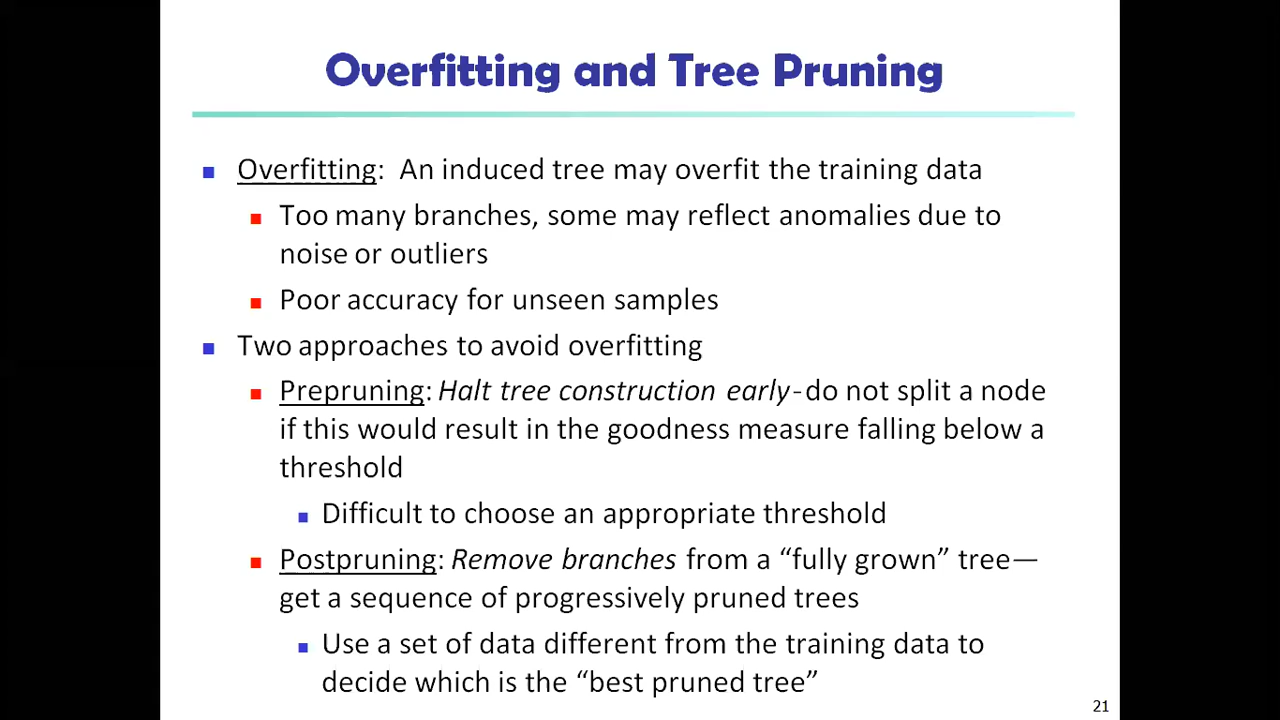 Overfitting and Tree Pruning
Overfitting: An induced tree may overfit the training data
Too many branches, some may reflect anomalies due to
noise or outliers
Poor accuracy for unseen samples
Two approaches to avoid overfitting
Prepruning: Halt tree construction early-do not split a node
if this would result in the goodness measure falling below a
threshold
Difficult to choose an appropriate threshold
Postpruning: Remove branches from a “fully grown” tree—
get a sequence of progressively pruned trees
Use a set of data different from the training data to
decide which is the “best pruned tree”
21